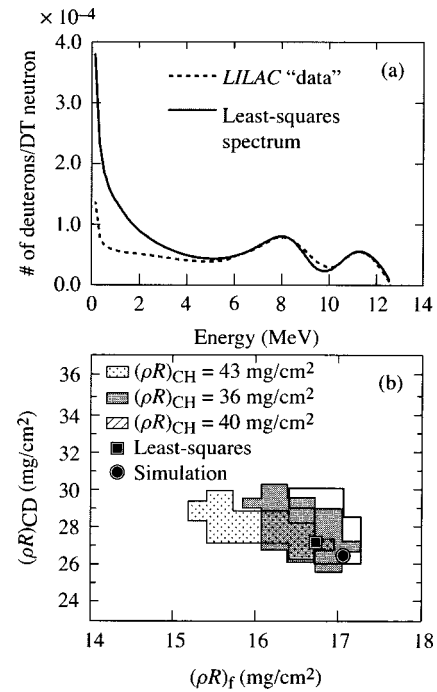 × 10⁻⁴
4.0
3.0
2.0
1.0
0.0
# of deuterons/DT neutron
(a)
LILAC “data”
Least-squares
spectrum
0 2 4 6 8 10 12 14
Energy (MeV)
36
34
32
30
28
26
24
22
(ρR)CD
(mg/cm²)
(b)
(ρR)CH = 43 mg/cm²
(ρR)CH = 36 mg/cm²
(ρR)CH = 40 mg/cm²
Least-squares
Simulation
14 15 16 17 18
(ρR)f (mg/cm²)